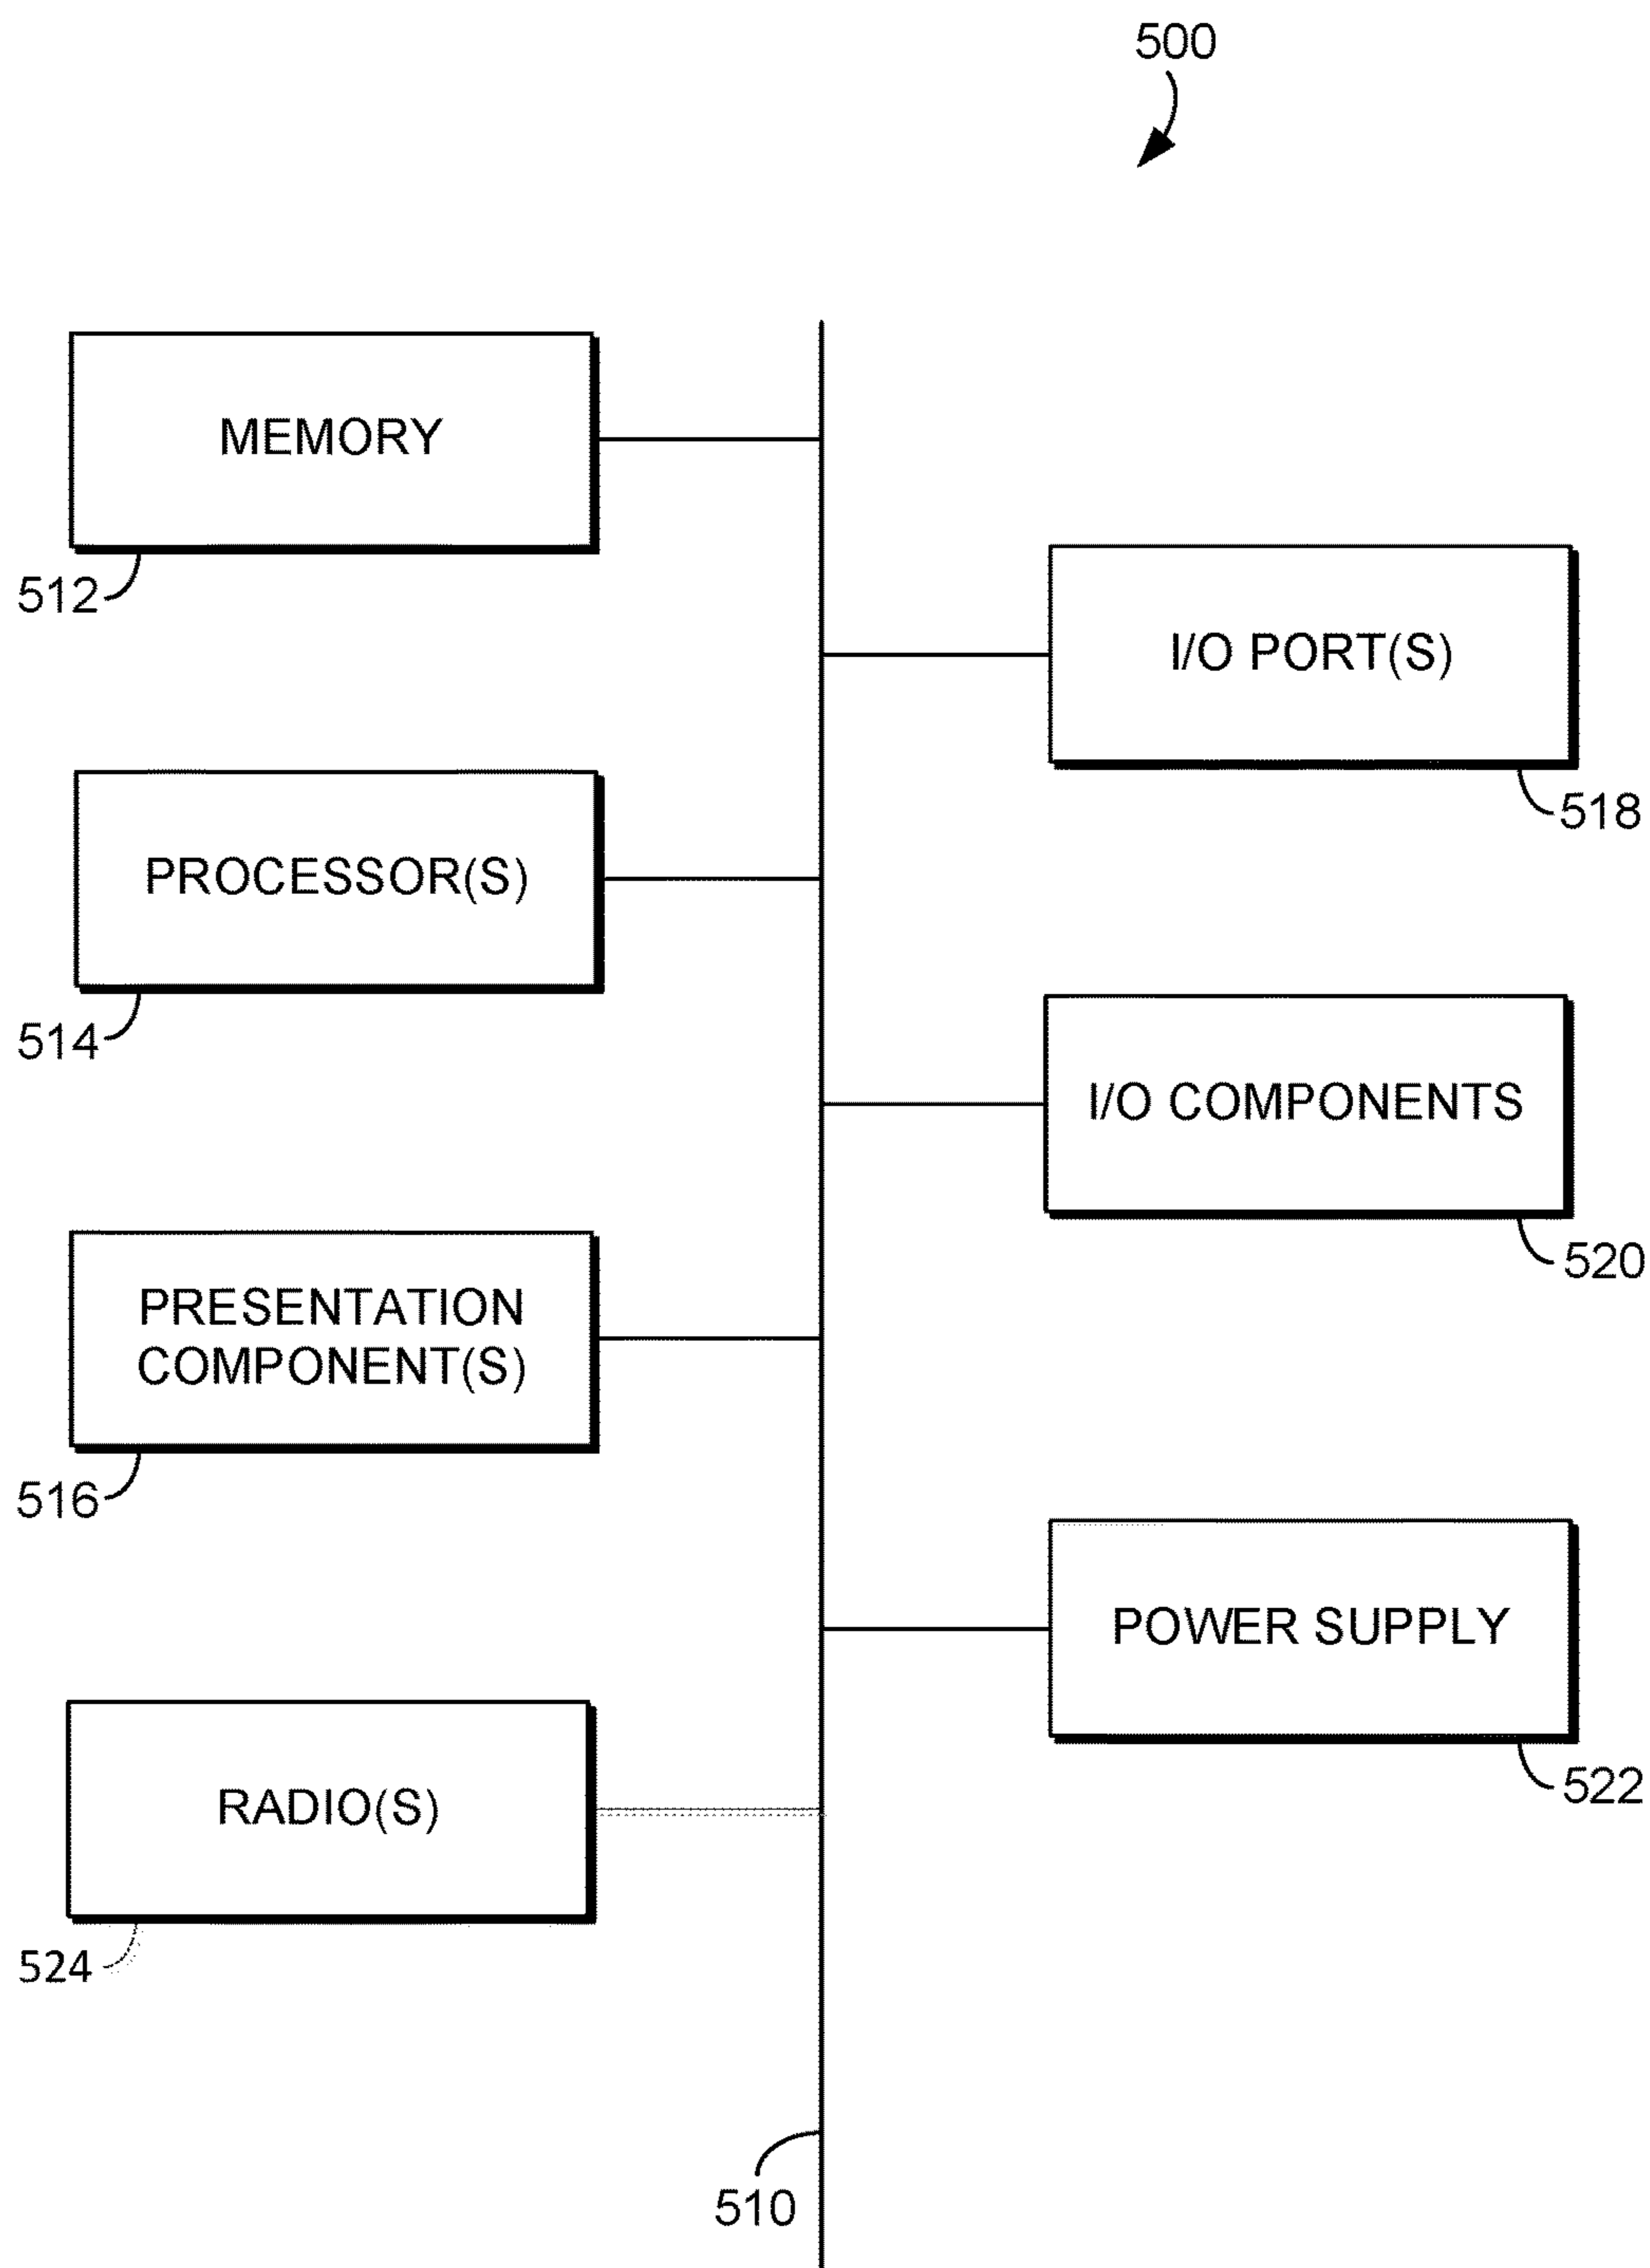 500
MEMORY
512
I/O PORT(S)
518
PROCESSOR(S)
514
I/O COMPONENTS
520
PRESENTATION
COMPONENT(S)
516
POWER SUPPLY
522
RADIO(S)
524
510